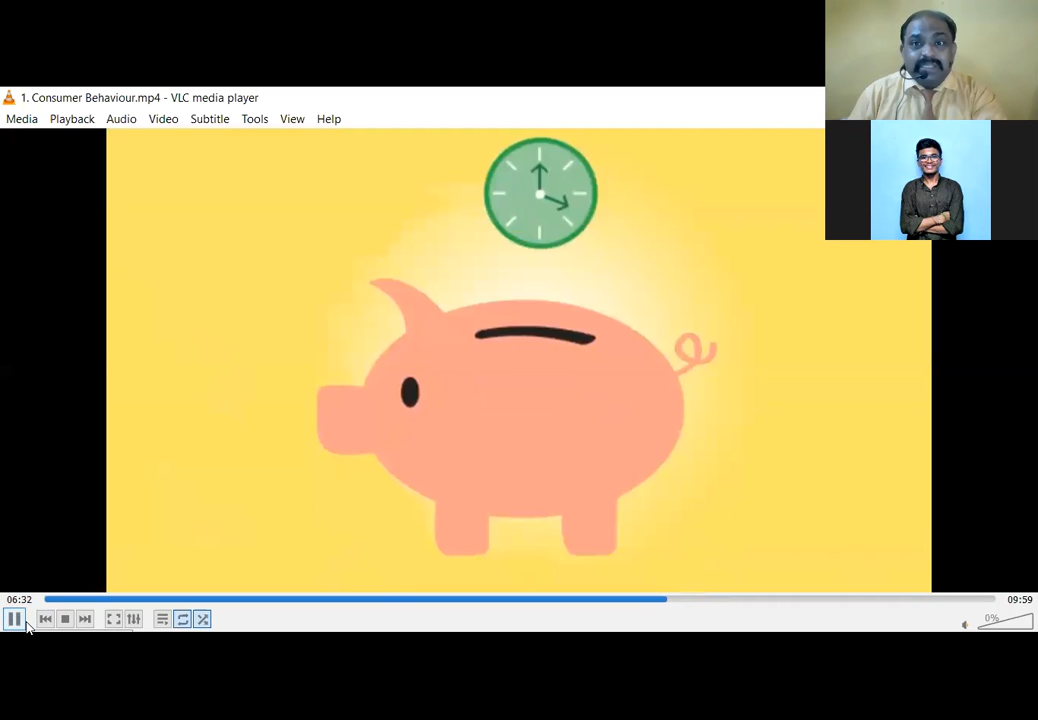 1. Consumer Behaviour.mp4 - VLC media player
Media Playback Audio Video Subtitle Tools View Help
06:32 09:59
0%